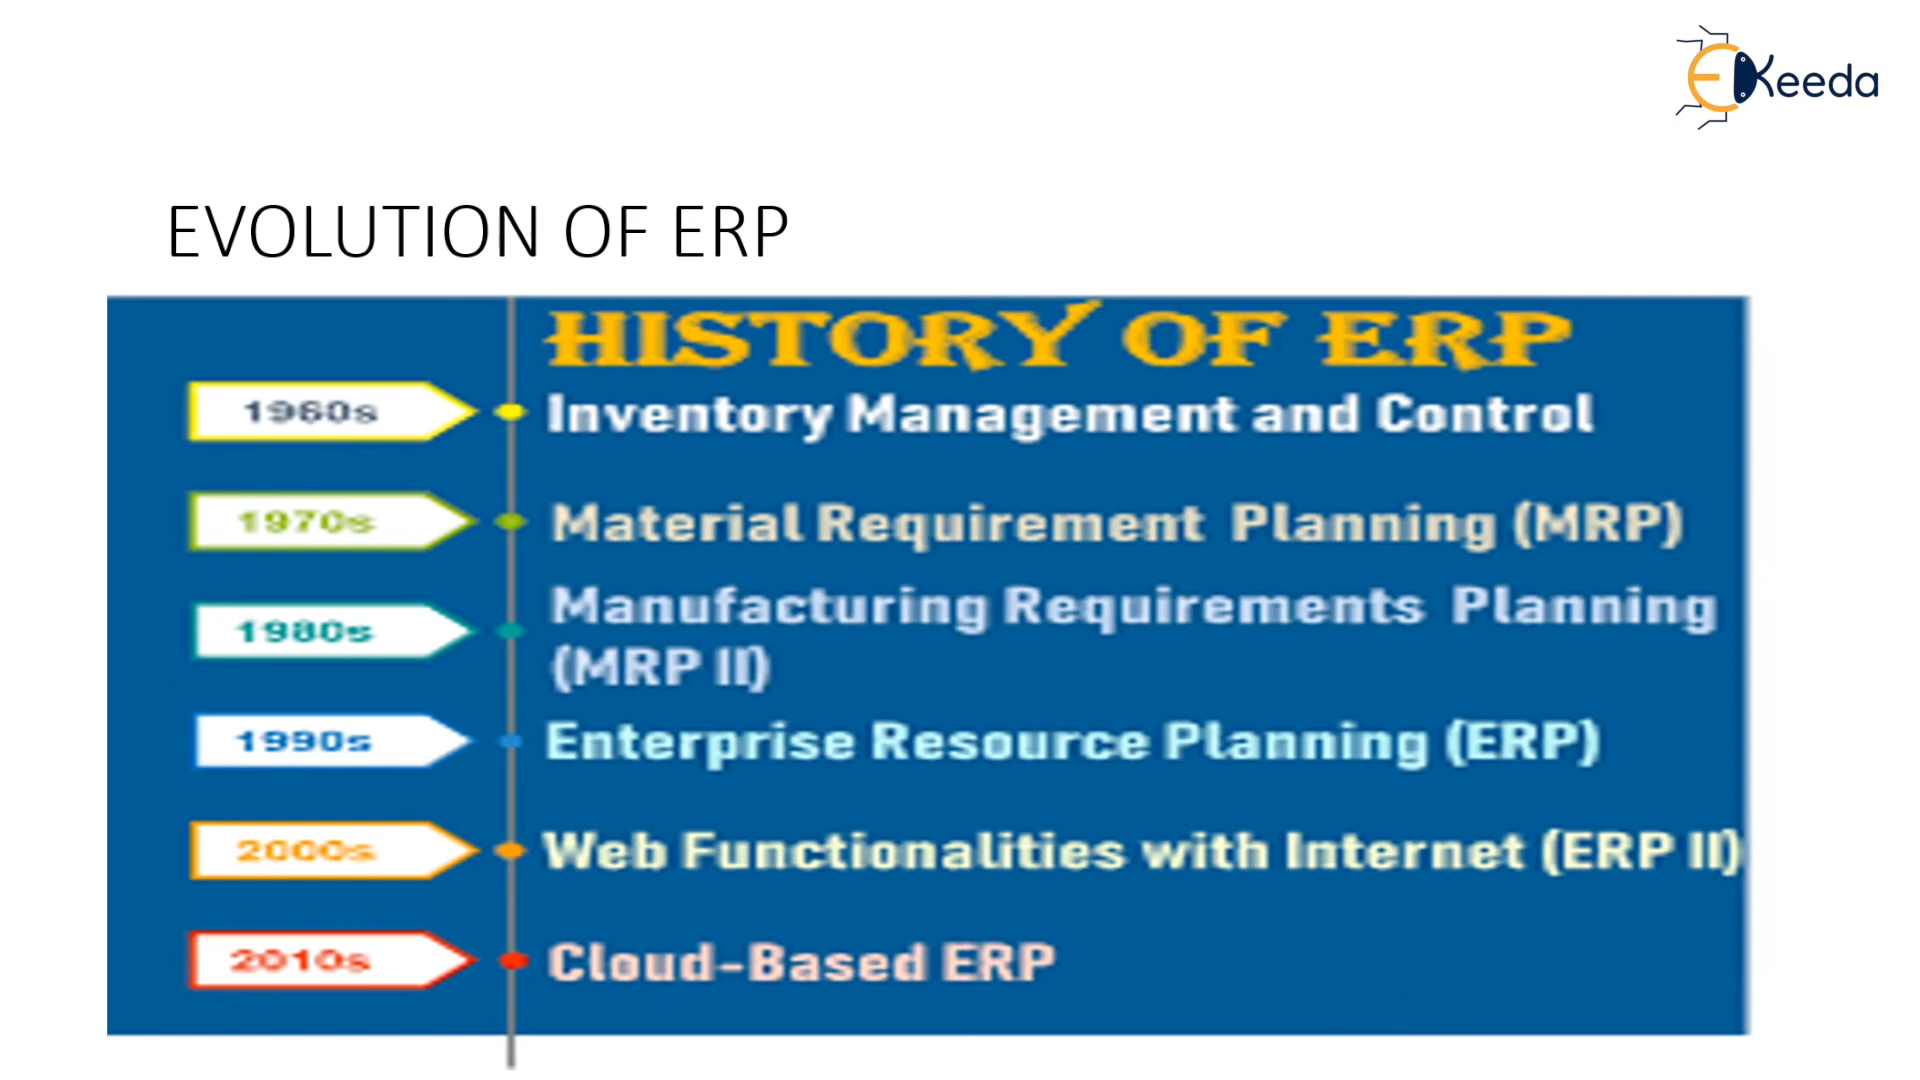 EKeeda
EVOLUTION OF ERP
HISTORY OF ERP
1960s
Inventory Management and Control
1970s
Material Requirement Planning (MRP)
1980s
Manufacturing Requirements Planning
(MRP II)
1990s
Enterprise Resource Planning (ERP)
2000s
Web Functionalities with Internet (ERP II)
2010s
Cloud-Based ERP